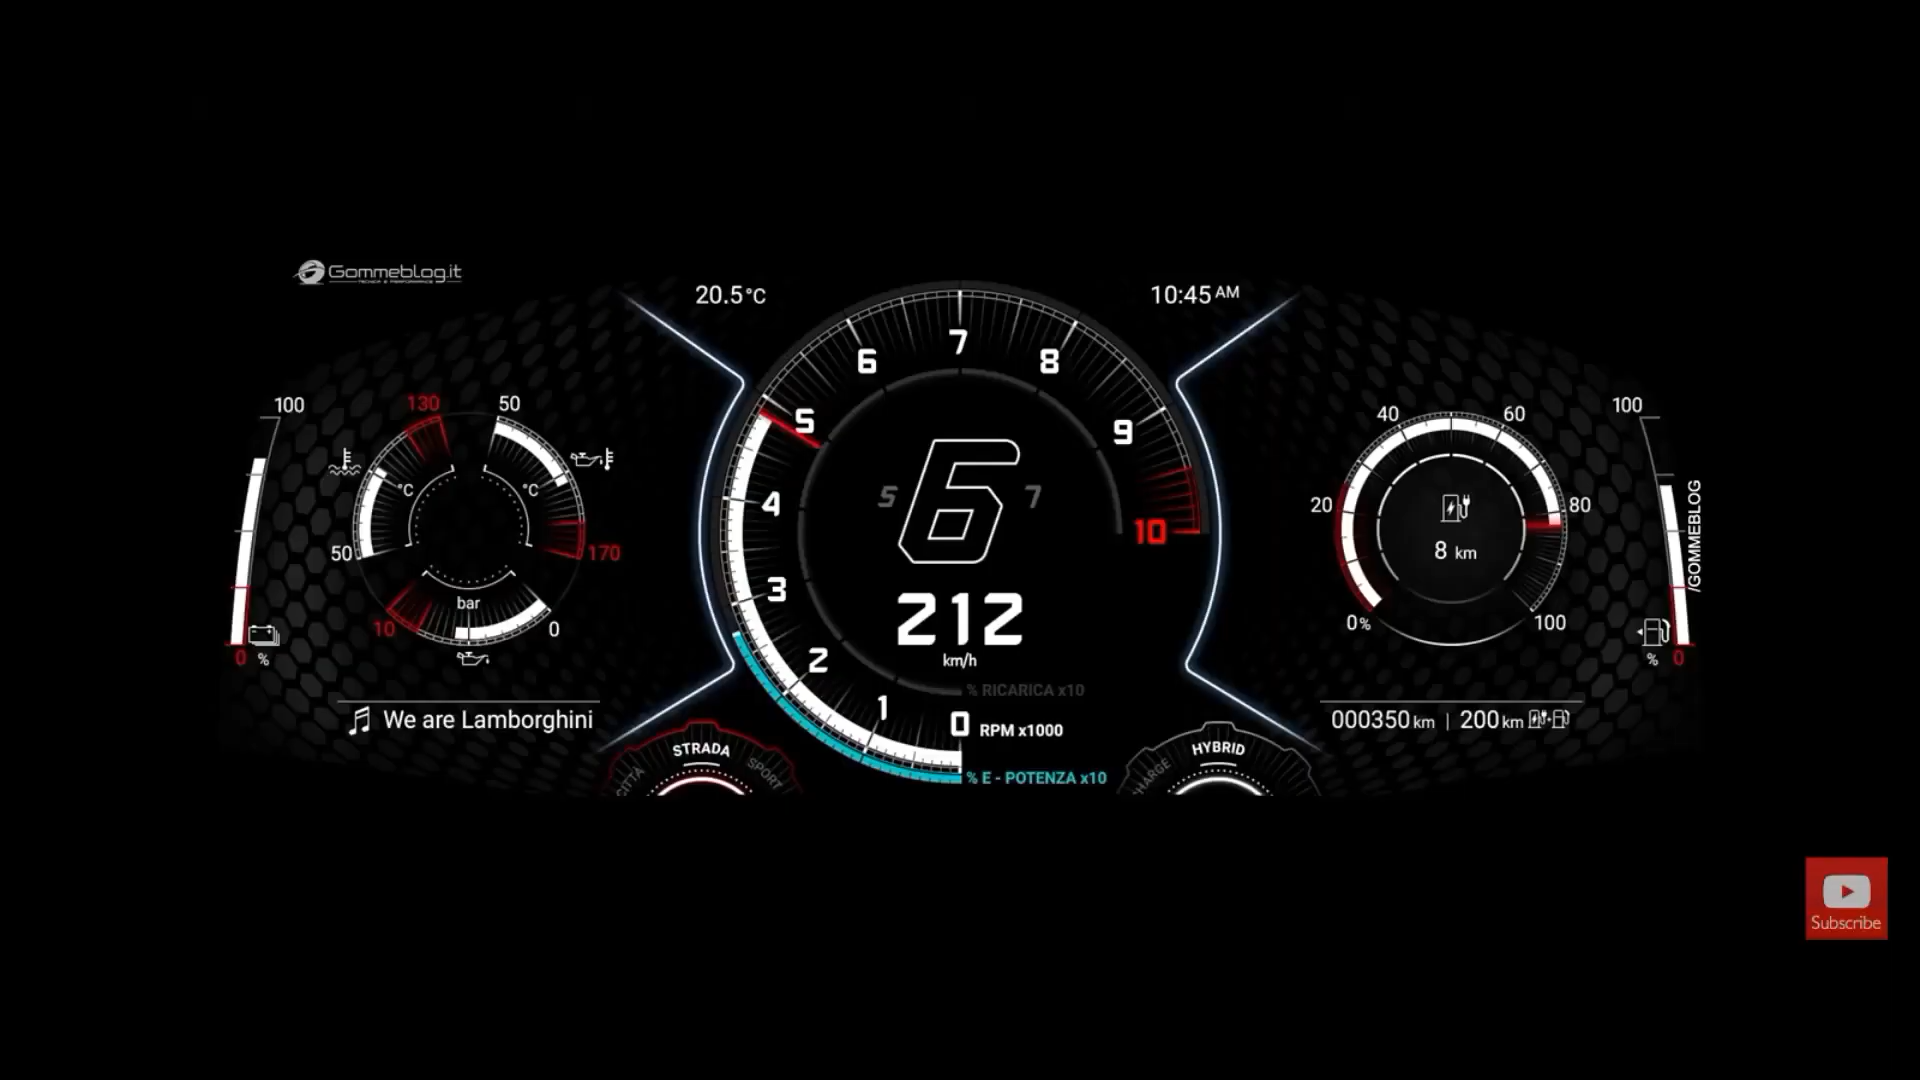 Gommeblog.it
TECNICA E PERFORMANCE
20.5°C
10:45 AM
100
130
50
°C
°C
50
170
bar
10
0
0 %
We are Lamborghini
7
6
8
5
9
4
10
3
2
1
0
5 6 7
212
km/h
% RICARICA x10
RPM x1000
% E - POTENZA x10
CITTÀ STRADA SPORT
HYBRID
40
60
20
80
8 km
0%
100
100
/GOMMEBLOG
% 0
000350 km | 200 km
Subscribe